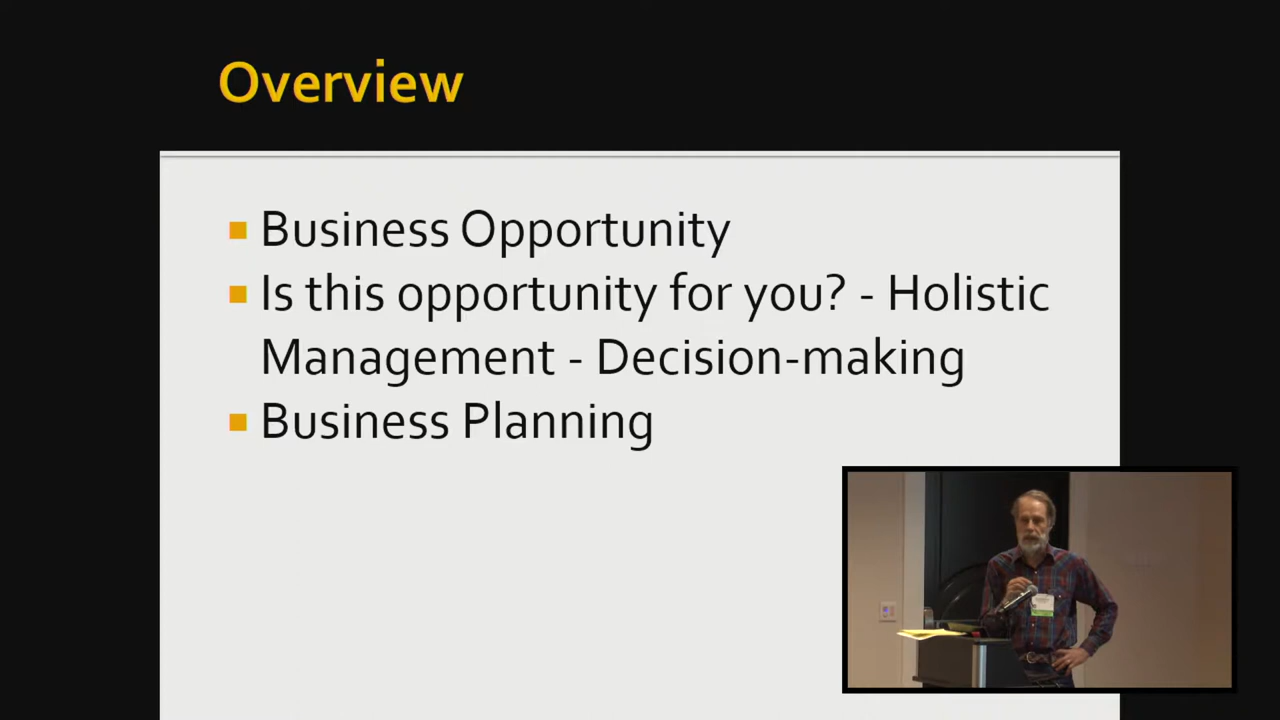 Overview
Business Opportunity
Is this opportunity for you? - Holistic
Management - Decision-making
Business Planning